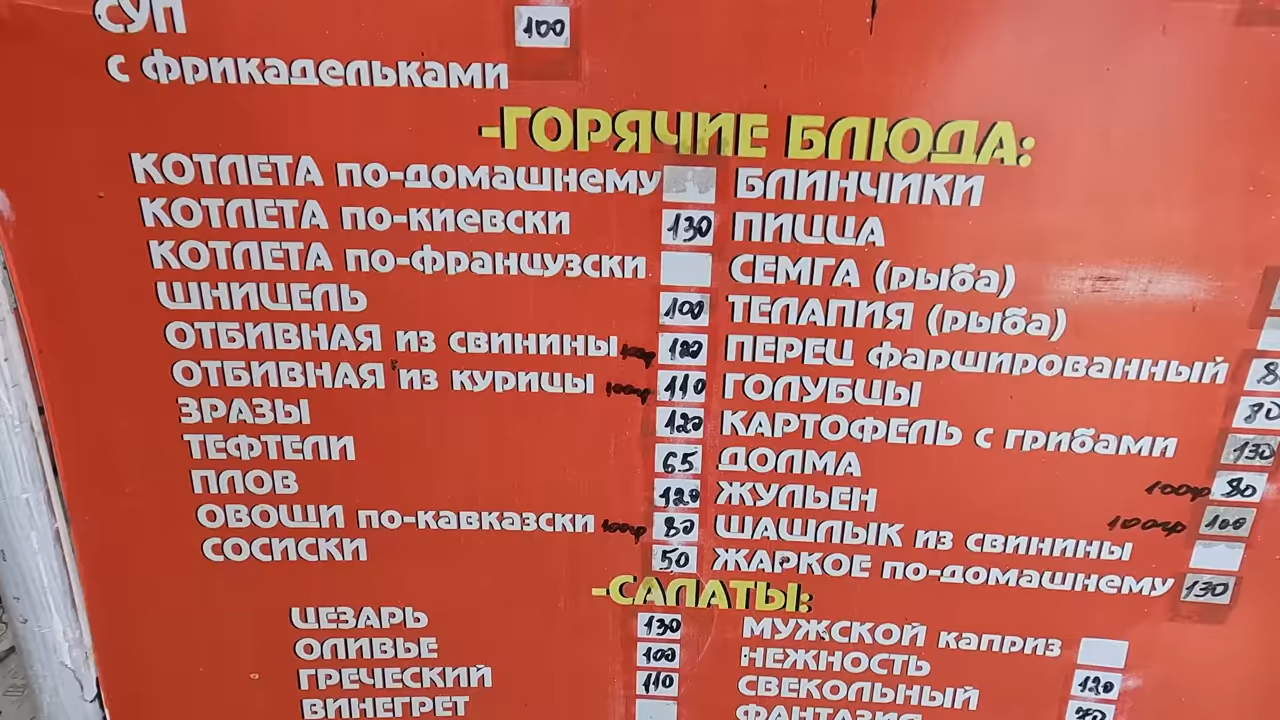 СУП 100
с фрикадельками
-ГОРЯЧИЕ БЛЮДА:
КОТЛЕТА по-домашнему
КОТЛЕТА по-киевски 130
КОТЛЕТА по-французски
ШНИЦЕЛЬ 100
ОТБИВНАЯ из свинины 100гр 120
ОТБИВНАЯ из курицы 100гр 110
ЗРАЗЫ 120
ТЕФТЕЛИ 65
ПЛОВ 120
ОВОЩИ по-кавказски 100гр 80
СОСИСКИ 50
БЛИНЧИКИ
ПИЦЦА
СЕМГА (рыба)
ТЕЛАПИЯ (рыба)
ПЕРЕЦ фаршированный
ГОЛУБЦЫ 80
КАРТОФЕЛЬ с грибами 130
ДОЛМА 100гр 80
ЖУЛЬЕН 100гр 100
ШАШЛЫК из свинины
ЖАРКОЕ по-домашнему 130
-САЛАТЫ:
ЦЕЗАРЬ 130
ОЛИВЬЕ 100
ГРЕЧЕСКИЙ 110
ВИНЕГРЕТ
МУЖСКОЙ каприз
НЕЖНОСТЬ
СВЕКОЛЬНЫЙ 120
ФАНТАЗИЯ